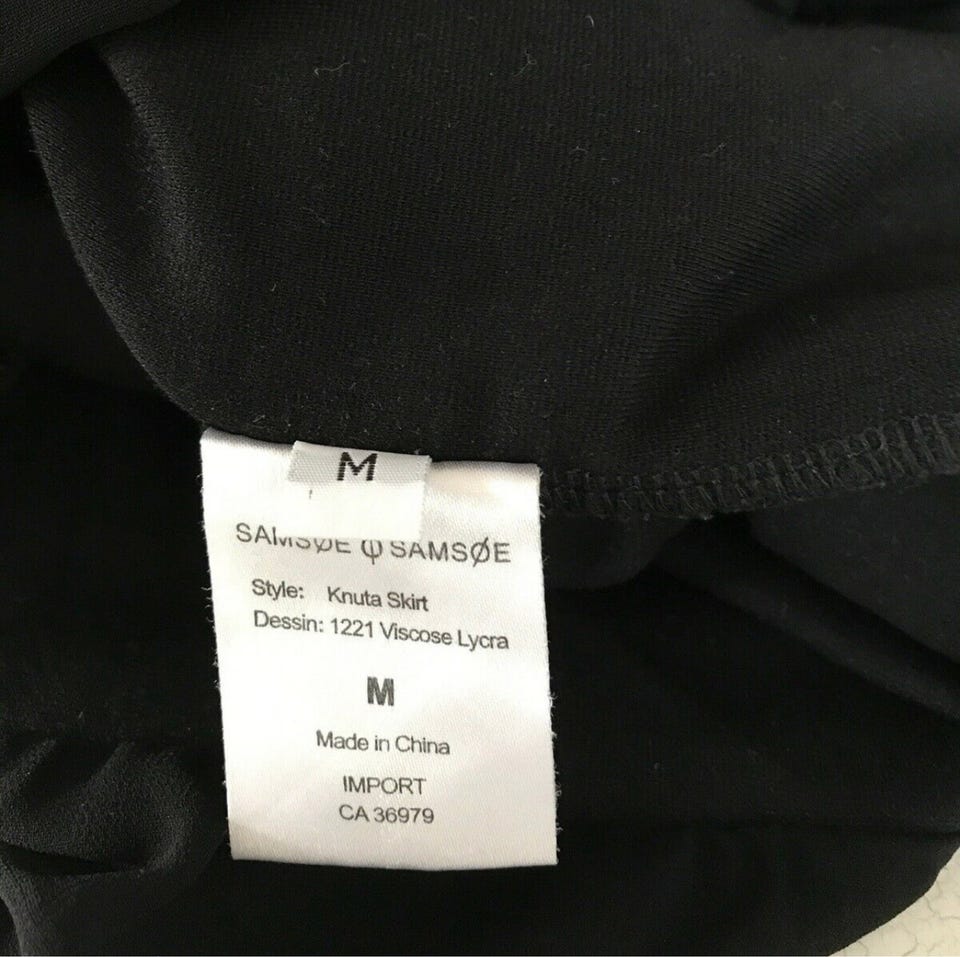 M
SAMSØE φ SAMSØE
Style: Knuta Skirt
Dessin: 1221 Viscose Lycra
M
Made in China
IMPORT
CA 36979